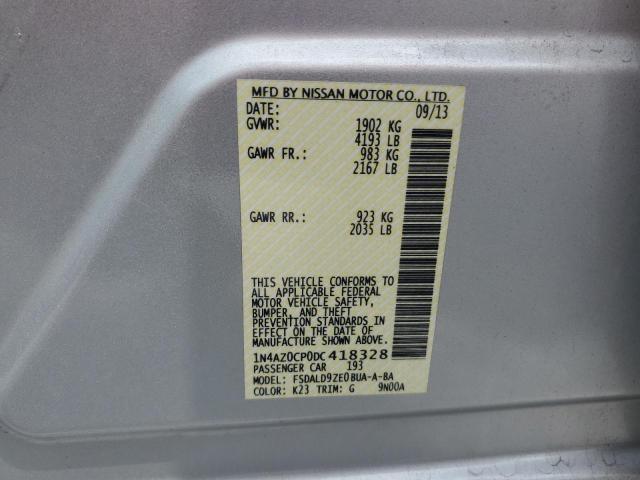 MFD BY NISSAN MOTOR CO., LTD.
DATE: 09/13
GVWR: 1902 KG
4193 LB
GAWR FR.: 983 KG
2167 LB
GAWR RR.: 923 KG
2035 LB
THIS VEHICLE CONFORMS TO
ALL APPLICABLE FEDERAL
MOTOR VEHICLE SAFETY,
BUMPER, AND THEFT
PREVENTION STANDARDS IN
EFFECT ON THE DATE OF
MANUFACTURE SHOWN ABOVE.
1N4AZ0CP0DC418328
PASSENGER CAR 193
MODEL: FSDALD9ZE0BUA-A-BA
COLOR: K23 TRIM: G 9N00A